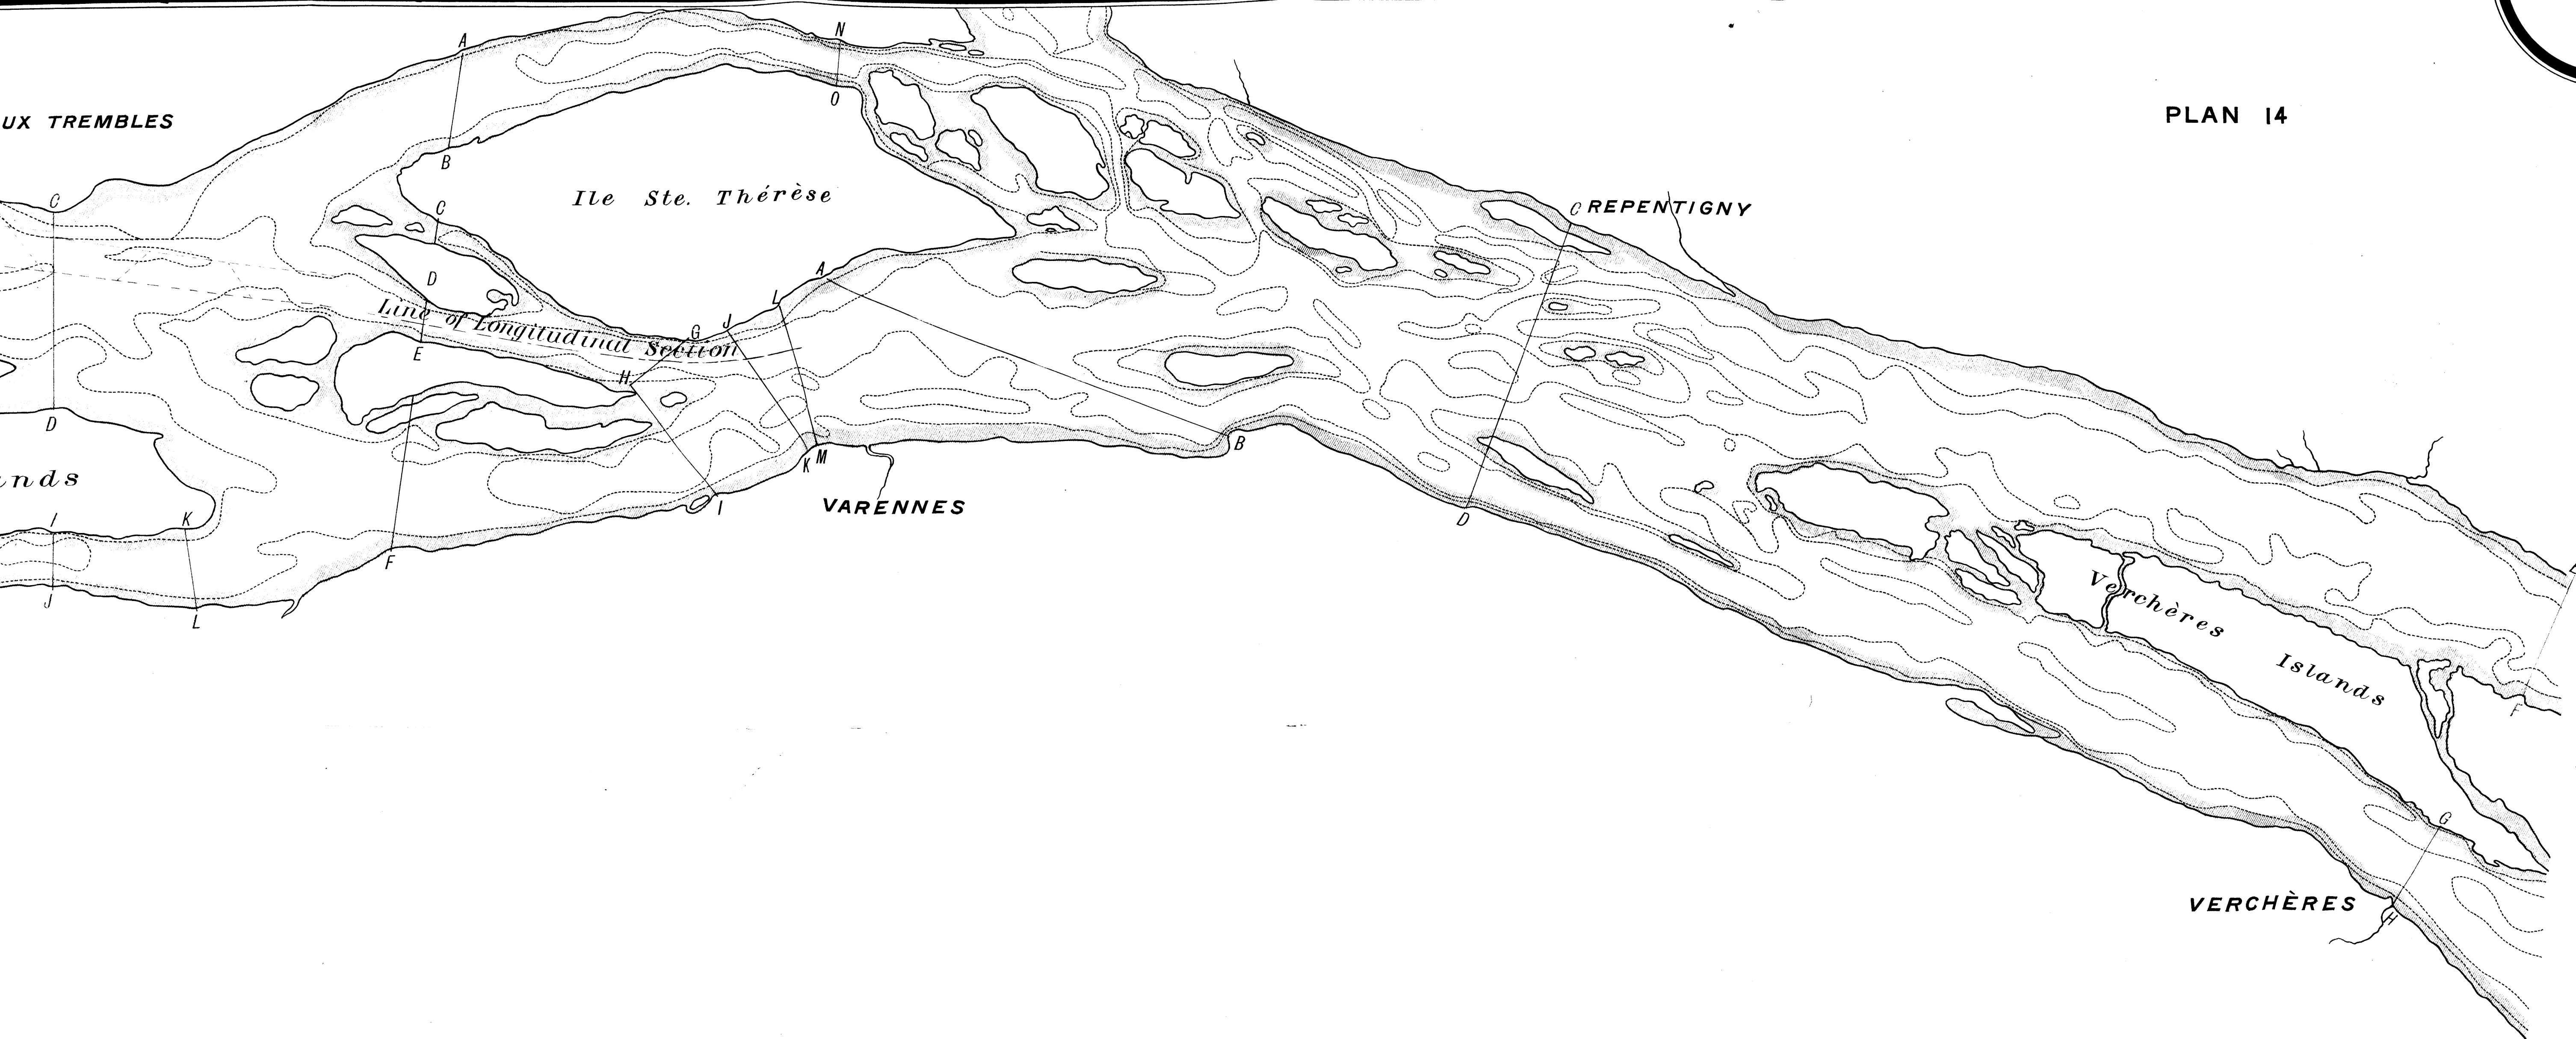 PLAN 14
UX TREMBLES
Ile Ste. Thérèse
REPENTIGNY
Line of Longitudinal Section
VARENNES
Verchères
Islands
VERCHÈRES
nds
A
B
C
D
E
F
G
H
I
J
K
L
M
N
O
A
B
C
D
C
D
I
J
K
L
F
G
H